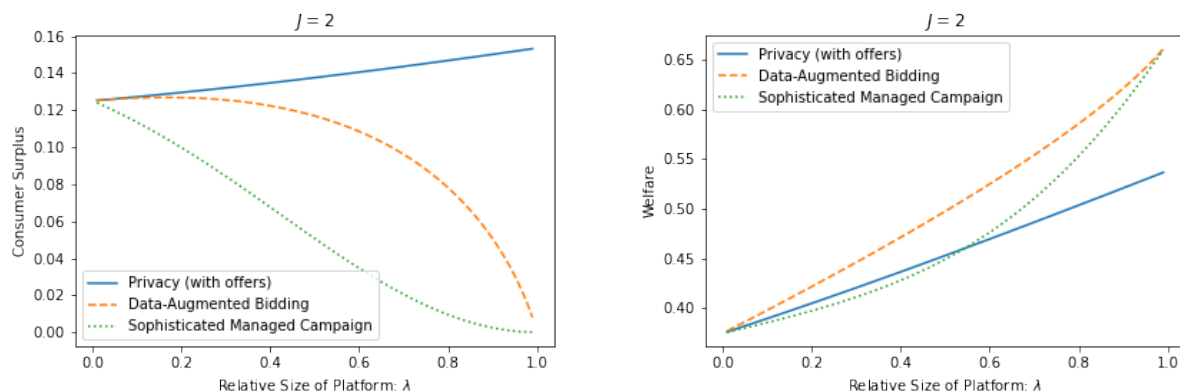 J = 2
Consumer Surplus
0.16
0.14
0.12
0.10
0.08
0.06
0.04
0.02
0.00
Privacy (with offers)
Data-Augmented Bidding
Sophisticated Managed Campaign
0.0 0.2 0.4 0.6 0.8 1.0
Relative Size of Platform: λ
J = 2
Welfare
0.65
0.60
0.55
0.50
0.45
0.40
Privacy (with offers)
Data-Augmented Bidding
Sophisticated Managed Campaign
0.0 0.2 0.4 0.6 0.8 1.0
Relative Size of Platform: λ